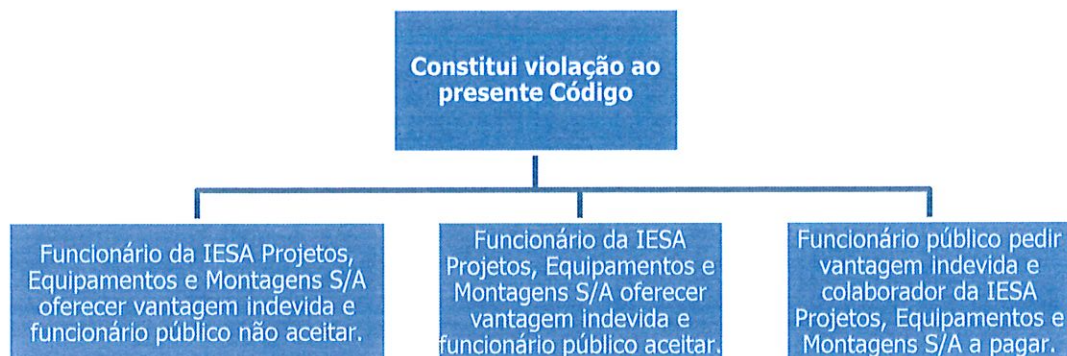 Constitui violação ao
presente Código
Funcionário da IESA Projetos,
Equipamentos e Montagens S/A
oferecer vantagem indevida e
funcionário público não aceitar.
Funcionário da IESA
Projetos, Equipamentos e
Montagens S/A oferecer
vantagem indevida e
funcionário público aceitar.
Funcionário público pedir
vantagem indevida e
colaborador da IESA
Projetos, Equipamentos e
Montagens S/A a pagar.